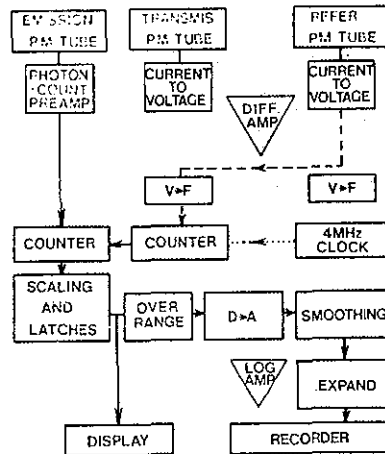 EMISSION
PM TUBE
TRANSMIS
PM TUBE
REFER
PM TUBE
PHOTON
-COUNT
PREAMP
CURRENT
TO
VOLTAGE
DIFF.
AMP
CURRENT
TO
VOLTAGE
V▸F
V▸F
COUNTER
COUNTER
4MHz
CLOCK
SCALING
AND
LATCHES
OVER
RANGE
D▸A
SMOOTHING
LOG
AMP
.EXPAND
DISPLAY
RECORDER